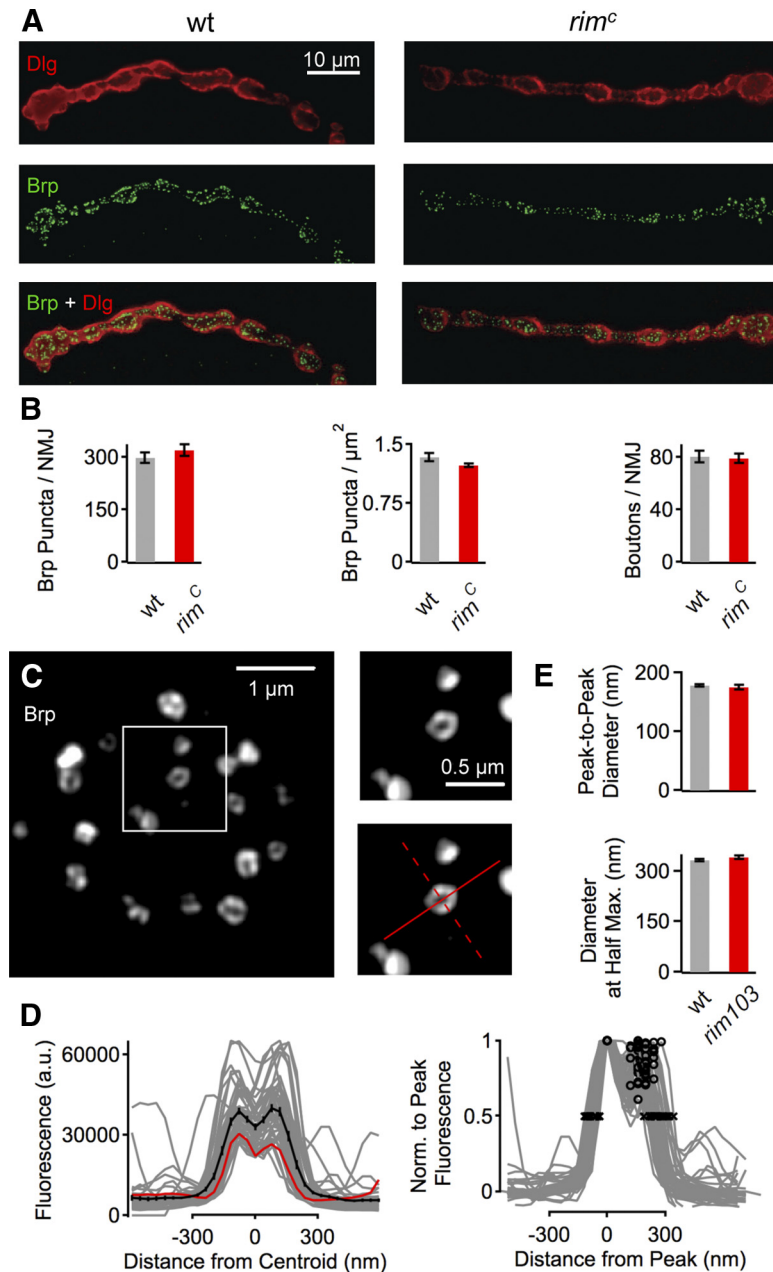 A
wt
rim^c
Dlg
10 µm
Brp
Brp + Dlg
B
Brp Puncta / NMJ
300
150
0
wt
rim^C
Brp Puncta / µm²
1.5
0.75
0
wt
rim^C
Boutons / NMJ
80
40
0
wt
rim^C
C
Brp
1 µm
0.5 µm
E
Peak-to-Peak
Diameter (nm)
200
100
0
Diameter
at Half Max. (nm)
300
150
0
wt
rim103
D
Fluorescence (a.u.)
60000
30000
0
-300
0
300
Distance from Centroid (nm)
Norm. to Peak
Fluorescence
1
0.5
0
-300
0
300
Distance from Peak (nm)